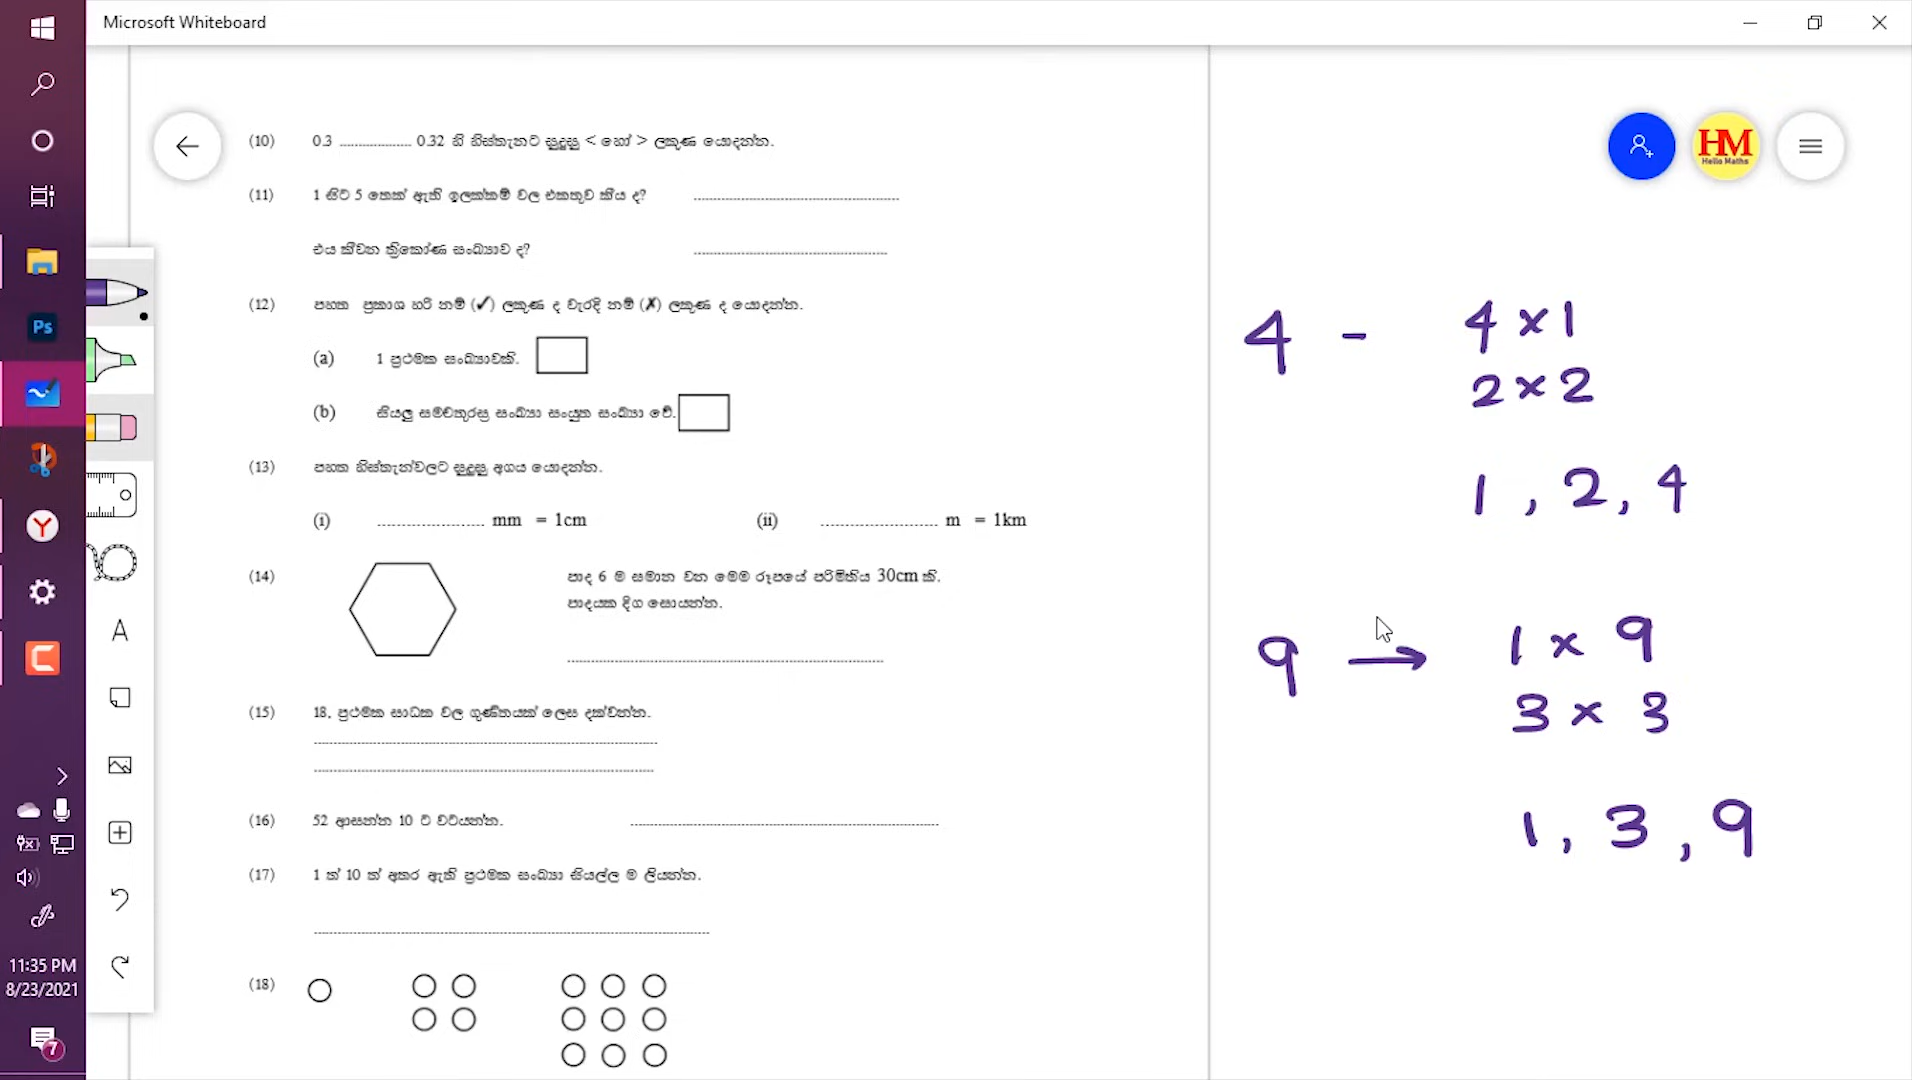 Microsoft Whiteboard
(10) 0.3 .................. 0.32 හි හිස්තැනට සුදුසු < හෝ > ලකුණ යොදන්න.
(11) 1 සිට 5 තෙක් ඇති ඉලක්කම් වල එකතුව කීය ද? ....................................................
එය කීවන ත්‍රිකෝණ සංඛ්‍යාව ද? .................................................
(12) පහත ප්‍රකාශ හරි නම් (✓) ලකුණ ද වැරදි නම් (✗) ලකුණ ද යොදන්න.
(a) 1 ප්‍රථමක සංඛ්‍යාවකි.
(b) සියලු සමචතුරස්‍ර සංඛ්‍යා සංයුත සංඛ්‍යා වේ.
(13) පහත හිස්තැන්වලට සුදුසු අගය යොදන්න.
(i) ........................... mm = 1cm (ii) ............................. m = 1km
(14) පාද 6 ම සමාන වන මෙම රූපයේ පරිමිතිය 30cm කි.
පාදයක දිග සොයන්න.
(15) 18, ප්‍රථමක සාධක වල ගුණිතයක් ලෙස දක්වන්න.
(16) 52 ආසන්න 10 ට වටයන්න. ................................................
(17) 1 ත් 10 ත් අතර ඇති ප්‍රථමක සංඛ්‍යා සියල්ල ම ලියන්න.
(18)
HM
Hello Maths
4 - 4 x 1
2 x 2
1 , 2 , 4
9 → 1 x 9
3 x 3
1 , 3 , 9
Ps
A
11:35 PM
8/23/2021
7